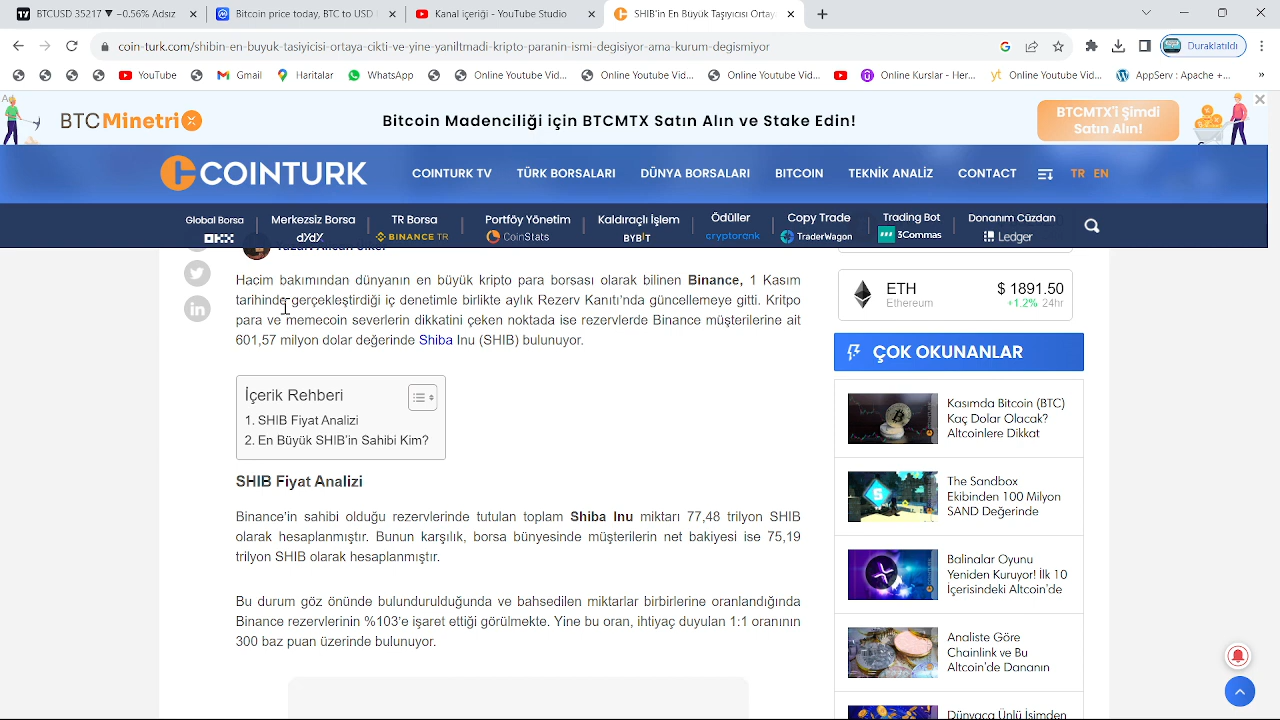 BTCUSD 35217 ▼ −0.56% Adsız
Bitcoin price today, BTC to USD
Kanal içeriği - YouTube Studio
SHIB'in En Büyük Taşıyıcısı Ortay
coin-turk.com/shibin-en-buyuk-tasiyicisi-ortaya-cikti-ve-yine-yaniltmadi-kripto-paranin-ismi-degisiyor-ama-kurum-degismiyor
Duraklatıldı
YouTube
Gmail
Haritalar
WhatsApp
Online Youtube Vid...
Online Youtube Vid...
Online Youtube Vid...
Online Kurslar - Her...
Online Youtube Vid...
AppServ : Apache +...
BTCMinetrix
Bulut Coin Madenciliği için BTCMTX Satın Alın ve Stake Edin!
BTCMTX'i Şimdi
Satın Alın!
COINTURK
COINTURK TV
TÜRK BORSALARI
DÜNYA BORSALARI
BITCOIN
TEKNİK ANALİZ
CONTACT
TR EN
Global Borsa
OKX
Merkezsiz Borsa
dYdX
TR Borsa
BINANCE TR
Portföy Yönetim
CoinStats
Kaldıraçlı İşlem
BYBIT
Ödüller
cryptorank
Copy Trade
TraderWagon
Trading Bot
3Commas
Donanım Cüzdan
Ledger
Hacim bakımından dünyanın en büyük kripto para borsası olarak bilinen Binance, 1 Kasım
tarihinde gerçekleştirdiği iç denetimle birlikte aylık Rezerv Kanıtı'nda güncellemeye gitti. Kritpo
para ve memecoin severlerin dikkatini çeken noktada ise rezervlerde Binance müşterilerine ait
601,57 milyon dolar değerinde Shiba Inu (SHIB) bulunuyor.
İçerik Rehberi
1. SHIB Fiyat Analizi
2. En Büyük SHIB'in Sahibi Kim?
SHIB Fiyat Analizi
Binance'in sahibi olduğu rezervlerinde tutulan toplam Shiba Inu miktarı 77,48 trilyon SHIB
olarak hesaplanmıştır. Bunun karşılık, borsa bünyesinde müşterilerin net bakiyesi ise 75,19
trilyon SHIB olarak hesaplanmıştır.
Bu durum göz önünde bulundurulduğunda ve bahsedilen miktarlar birbirlerine oranlandığında
Binance rezervlerinin %103'e işaret ettiği görülmekte. Yine bu oran, ihtiyaç duyulan 1:1 oranının
300 baz puan üzerinde bulunuyor.
ETH
Ethereum
$ 1891.50
+1.2% 24hr
ÇOK OKUNANLAR
Kasımda Bitcoin (BTC)
Kaç Dolar Olacak?
Altcoinlere Dikkat
The Sandbox
Ekibinden 100 Milyon
SAND Değerinde
Balinalar Oyunu
Yeniden Kuruyor! İlk 10
İçerisindeki Altcoin'de
Analiste Göre
Chainlink ve Bu
Altcoin'de Dananın
Dünyaca Ünlü İsimden